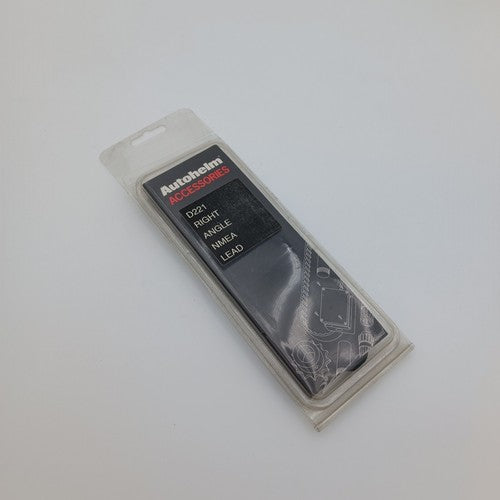 Autohelm
ACCESSORIES
D221
RIGHT
ANGLE
NMEA
LEAD